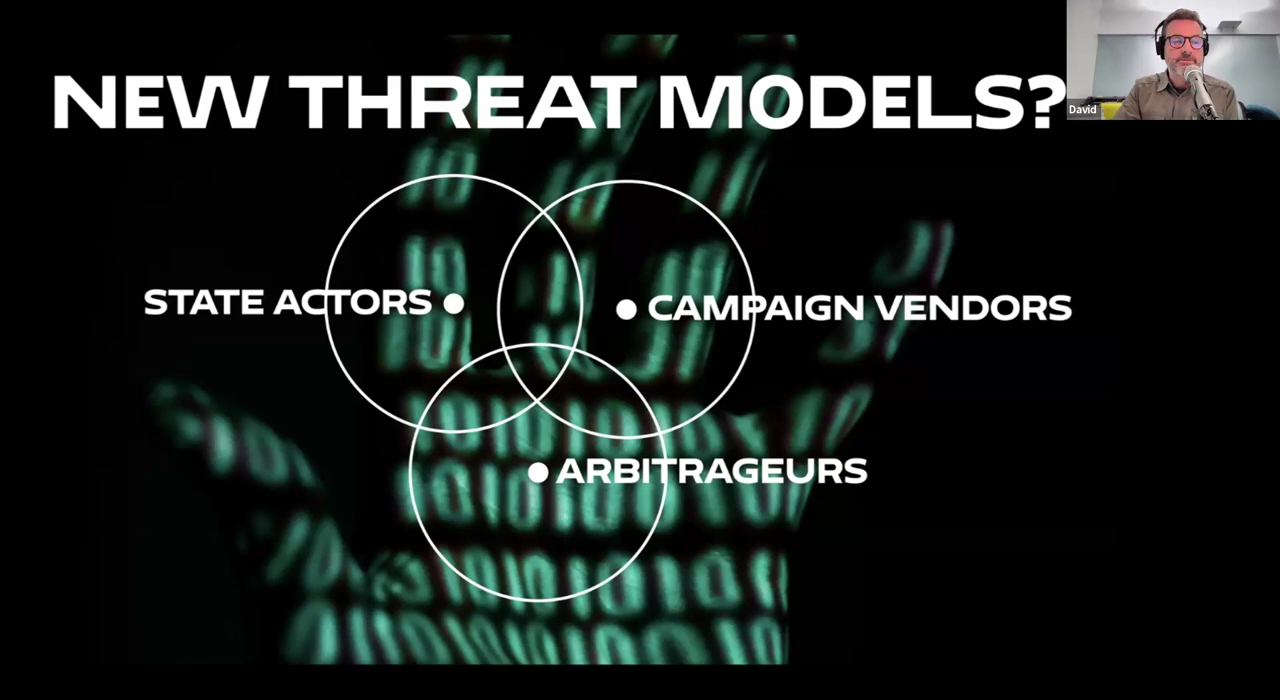 NEW THREAT MODELS?
David
STATE ACTORS
CAMPAIGN VENDORS
ARBITRAGEURS